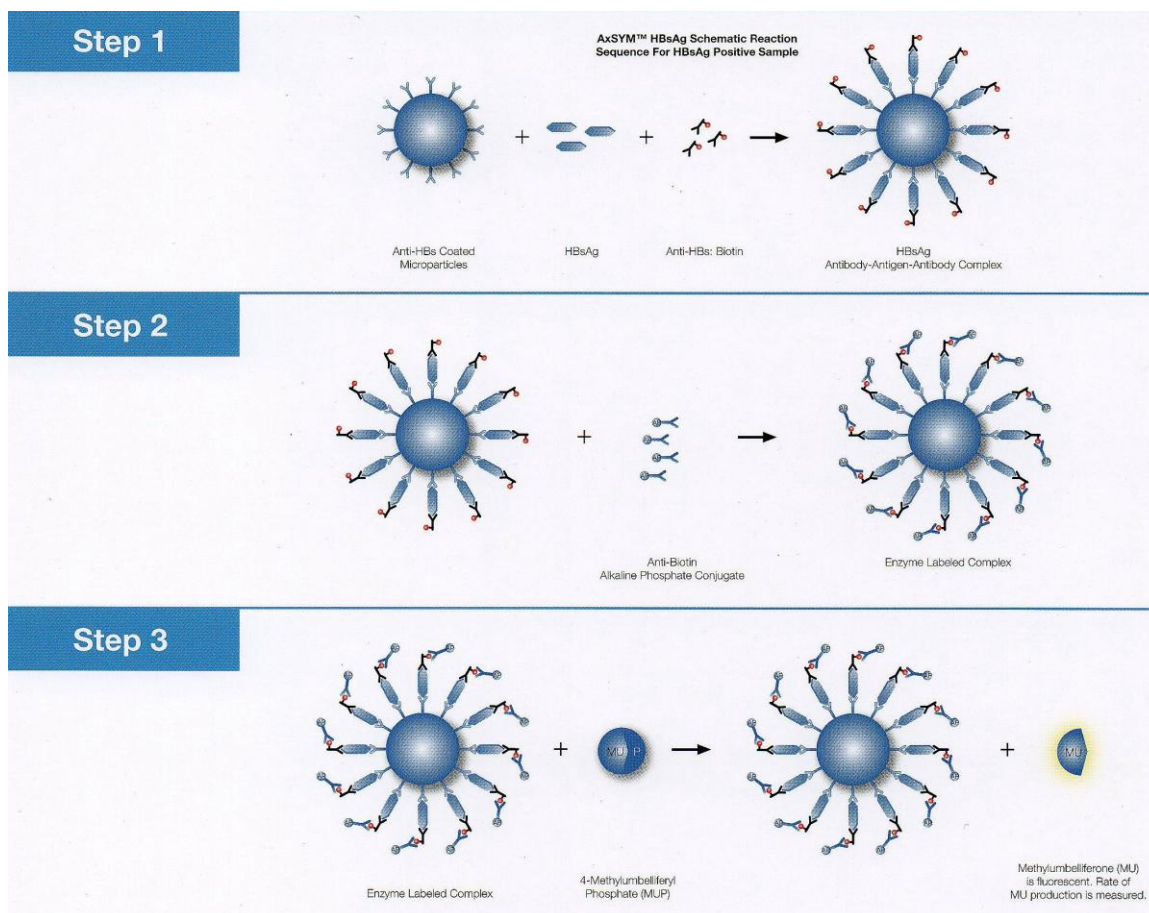 Step 1
AxSYM™ HBsAg Schematic Reaction
Sequence For HBsAg Positive Sample
+
+
Anti-HBs Coated
Microparticles
HBsAg
Anti-HBs: Biotin
HBsAg
Antibody-Antigen-Antibody Complex
Step 2
+
Anti-Biotin
Alkaline Phosphate Conjugate
Enzyme Labeled Complex
Step 3
+
MU P
+
MU
Enzyme Labeled Complex
4-Methylumbelliferyl
Phosphate (MUP)
Methylumbelliferone (MU)
is fluorescent. Rate of
MU production is measured.